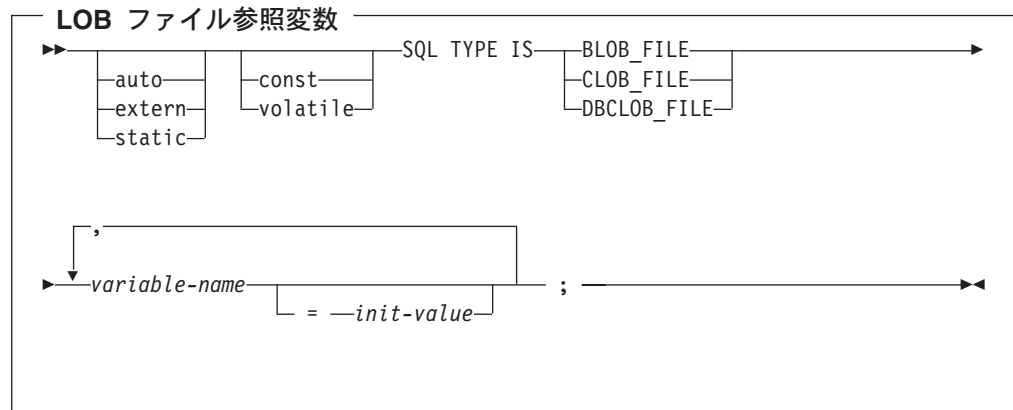 LOB ファイル参照変数
SQL TYPE IS BLOB_FILE
auto const CLOB_FILE
extern volatile DBCLOB_FILE
static
,
variable-name ;
= init-value